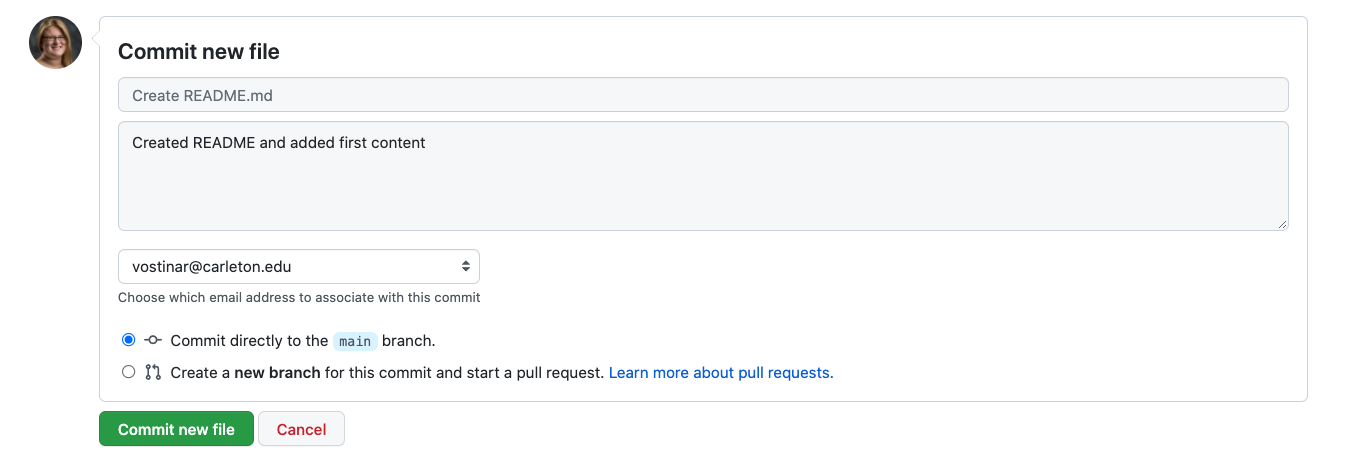 Commit new file
Create README.md
Created README and added first content
vostinar@carleton.edu
Choose which email address to associate with this commit
Commit directly to the main branch.
Create a new branch for this commit and start a pull request. Learn more about pull requests.
Commit new file Cancel